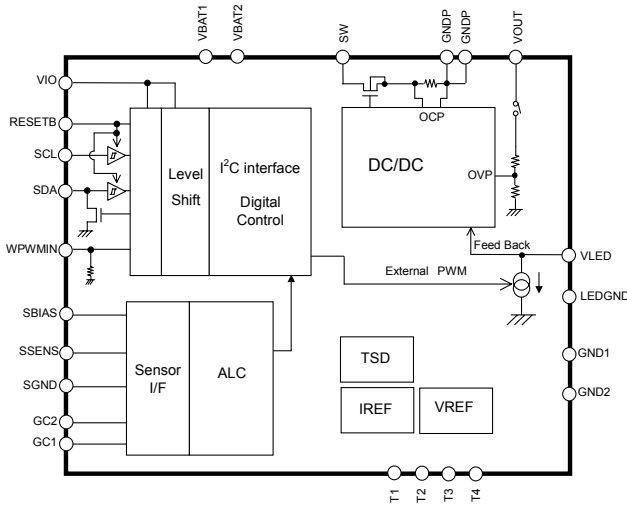 VBAT1
VBAT2
SW
GNDP
GNDP
VOUT
VIO
RESETB
SCL
SDA
WPWMIN
Level
Shift
I²C interface
Digital
Control
OCP
DC/DC
OVP
Feed Back
VLED
External PWM
LEDGND
SBIAS
SSENS
SGND
GC2
GC1
Sensor
I/F
ALC
TSD
IREF
VREF
GND1
GND2
T1
T2
T3
T4